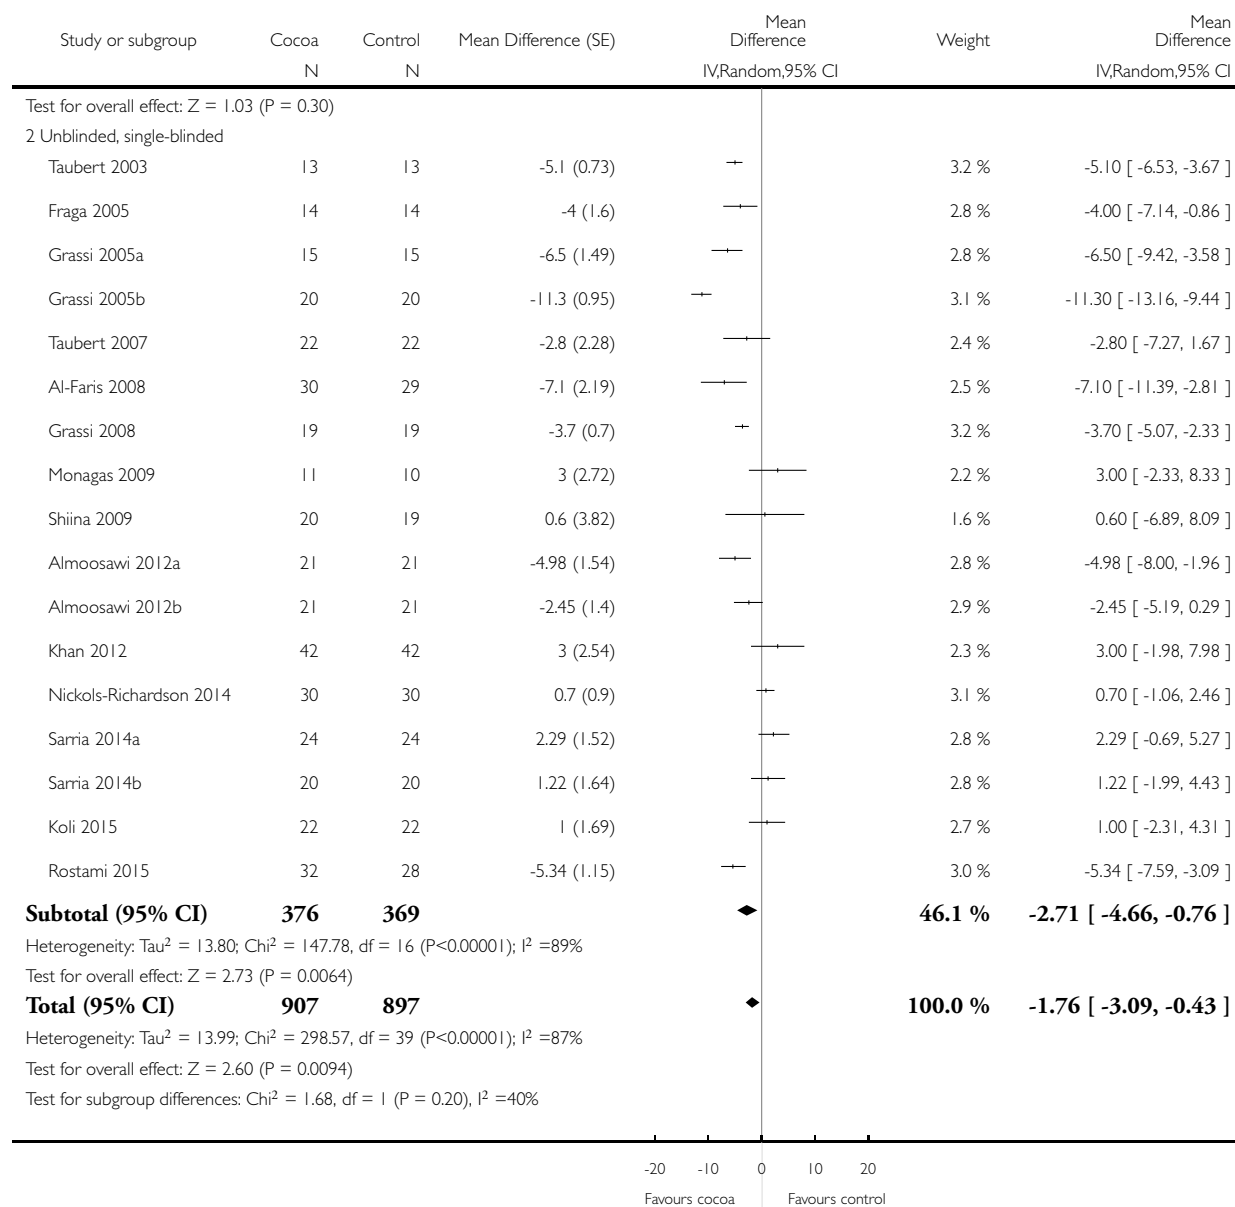 Study or subgroup Cocoa Control Mean Difference (SE) Mean Difference Weight Mean Difference
N N IV,Random,95% CI IV,Random,95% CI
Test for overall effect: Z = 1.03 (P = 0.30)
2 Unblinded, single-blinded
Taubert 2003 13 13 -5.1 (0.73) 3.2 % -5.10 [ -6.53, -3.67 ]
Fraga 2005 14 14 -4 (1.6) 2.8 % -4.00 [ -7.14, -0.86 ]
Grassi 2005a 15 15 -6.5 (1.49) 2.8 % -6.50 [ -9.42, -3.58 ]
Grassi 2005b 20 20 -11.3 (0.95) 3.1 % -11.30 [ -13.16, -9.44 ]
Taubert 2007 22 22 -2.8 (2.28) 2.4 % -2.80 [ -7.27, 1.67 ]
Al-Faris 2008 30 29 -7.1 (2.19) 2.5 % -7.10 [ -11.39, -2.81 ]
Grassi 2008 19 19 -3.7 (0.7) 3.2 % -3.70 [ -5.07, -2.33 ]
Monagas 2009 11 10 3 (2.72) 2.2 % 3.00 [ -2.33, 8.33 ]
Shiina 2009 20 19 0.6 (3.82) 1.6 % 0.60 [ -6.89, 8.09 ]
Almoosawi 2012a 21 21 -4.98 (1.54) 2.8 % -4.98 [ -8.00, -1.96 ]
Almoosawi 2012b 21 21 -2.45 (1.4) 2.9 % -2.45 [ -5.19, 0.29 ]
Khan 2012 42 42 3 (2.54) 2.3 % 3.00 [ -1.98, 7.98 ]
Nickols-Richardson 2014 30 30 0.7 (0.9) 3.1 % 0.70 [ -1.06, 2.46 ]
Sarria 2014a 24 24 2.29 (1.52) 2.8 % 2.29 [ -0.69, 5.27 ]
Sarria 2014b 20 20 1.22 (1.64) 2.8 % 1.22 [ -1.99, 4.43 ]
Koli 2015 22 22 1 (1.69) 2.7 % 1.00 [ -2.31, 4.31 ]
Rostami 2015 32 28 -5.34 (1.15) 3.0 % -5.34 [ -7.59, -3.09 ]
Subtotal (95% CI) 376 369 46.1 % -2.71 [ -4.66, -0.76 ]
Heterogeneity: Tau² = 13.80; Chi² = 147.78, df = 16 (P<0.00001); I² =89%
Test for overall effect: Z = 2.73 (P = 0.0064)
Total (95% CI) 907 897 100.0 % -1.76 [ -3.09, -0.43 ]
Heterogeneity: Tau² = 13.99; Chi² = 298.57, df = 39 (P<0.00001); I² =87%
Test for overall effect: Z = 2.60 (P = 0.0094)
Test for subgroup differences: Chi² = 1.68, df = 1 (P = 0.20), I² =40%
-20 -10 0 10 20
Favours cocoa Favours control